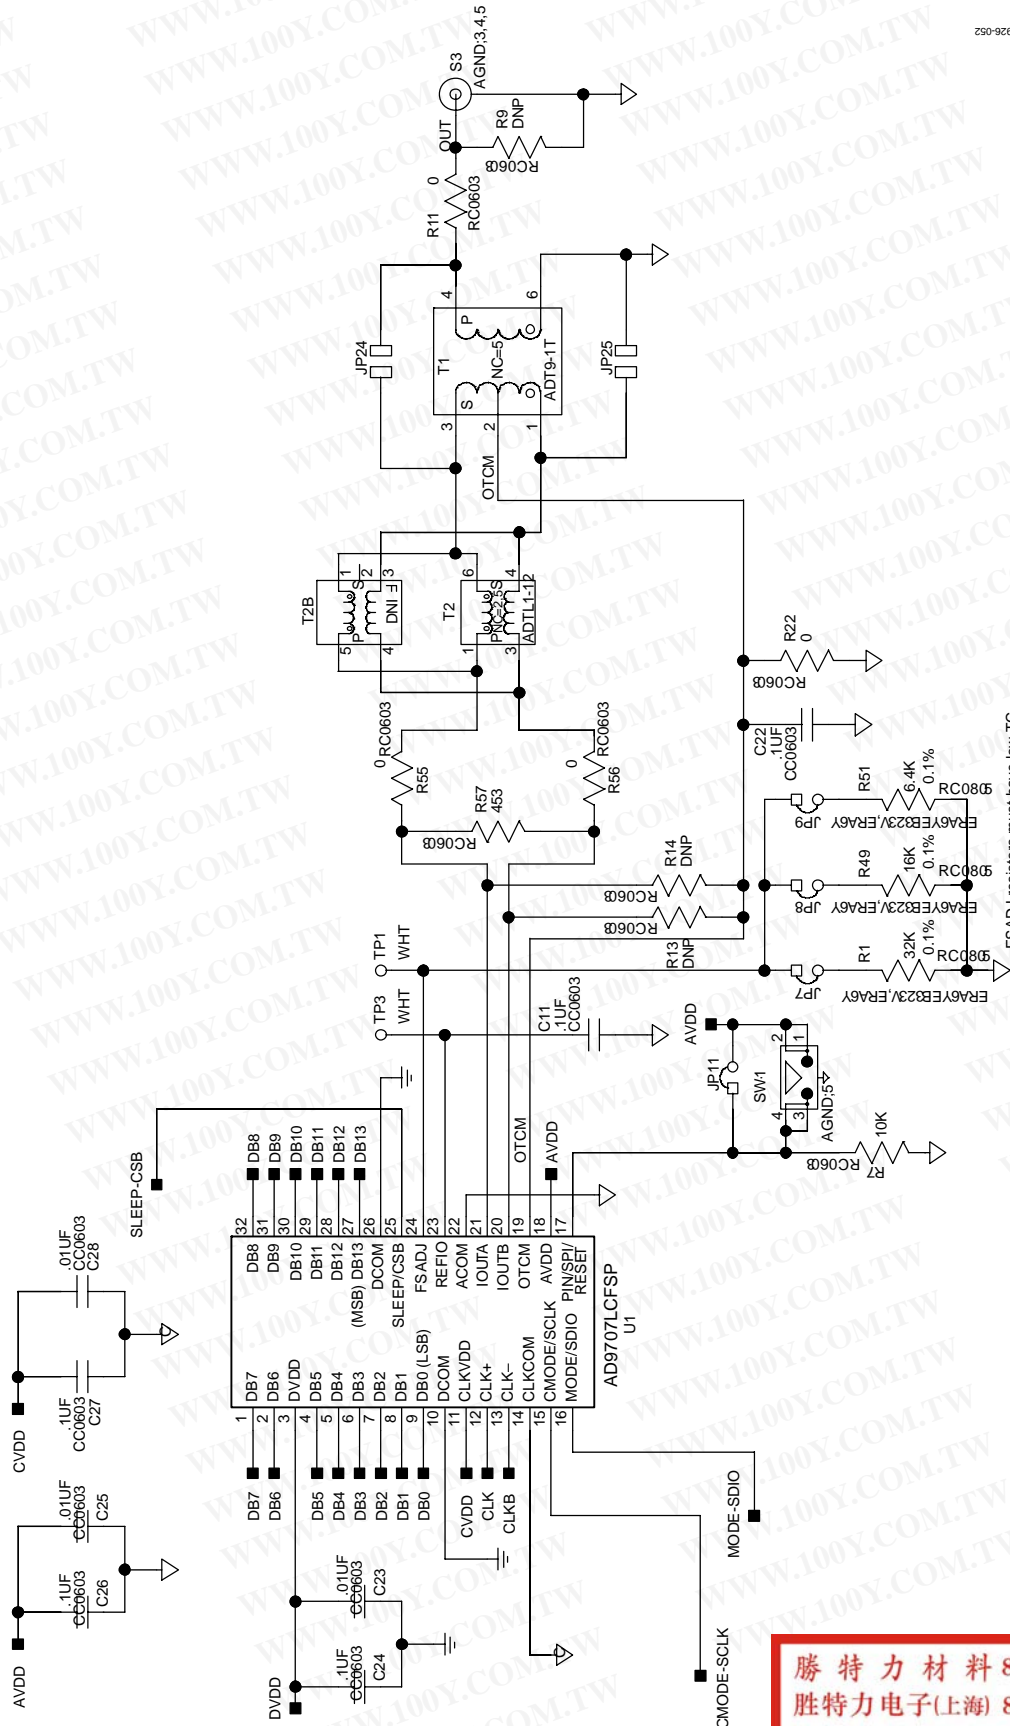 926-052
S3
AGND;3,4,5
OUT
R9
DNP
RC0603
R11
0
RC0603
4
6
JP24
T1
P
NC=5
S
ADT9-1T
JP25
3
2
1
OTCM
T2B
1
2
3
S
P
F IND
5
4
T2
6
4
S
NC=2,5
P
ADTL1-12
1
3
R22
0
RC0603
C22
.1UF
CC0603
R55
0
RC0603
R57
453
RC0603
R56
0
RC0603
R14
DNP
RC0603
R13
DNP
RC0603
R51
6.4K
0.1%
RC0805
JP9
R49
16K
0.1%
RC0805
JP8
R1
32K
0.1%
RC0805
JP7
TP1
WHT
TP3
WHT
C11
.1UF
CC0603
AVDD
JP11
SW1
2
1
4
3
AGND;5
R7
10K
RC0603
SLEEP-CSB
DB8
DB9
DB10
DB11
DB12
DB13
OTCM
AVDD
32
31
30
29
28
27
26
25
24
23
22
21
20
19
18
17
DB8
DB9
DB10
DB11
DB12
(MSB) DB13
DCOM
SLEEP/CSB
FSADJ
REFIO
ACOM
IOUTA
IOUTB
OTCM
AVDD
PIN/SPI/
RESET
AD9707LCFSP
U1
DB7
DB6
DVDD
DB5
DB4
DB3
DB2
DB1
DB0 (LSB)
DCOM
CLKVDD
CLK+
CLK–
CLKCOM
CMODE/SCLK
MODE/SDIO
1
2
3
4
5
6
7
8
9
10
11
12
13
14
15
16
DB7
DB6
DB5
DB4
DB3
DB2
DB1
DB0
CVDD
CLK
CLKB
MODE-SDIO
CMODE-SCLK
CVDD
.1UF
CC0603
C27
.01UF
CC0603
C28
AVDD
.1UF
CC0603
C26
.01UF
CC0603
C25
DVDD
.1UF
CC0603
C24
.01UF
CC0603
C23
WWW.100Y.COM.TW
勝 特 力 材 料 8
胜特力电子(上海) 8